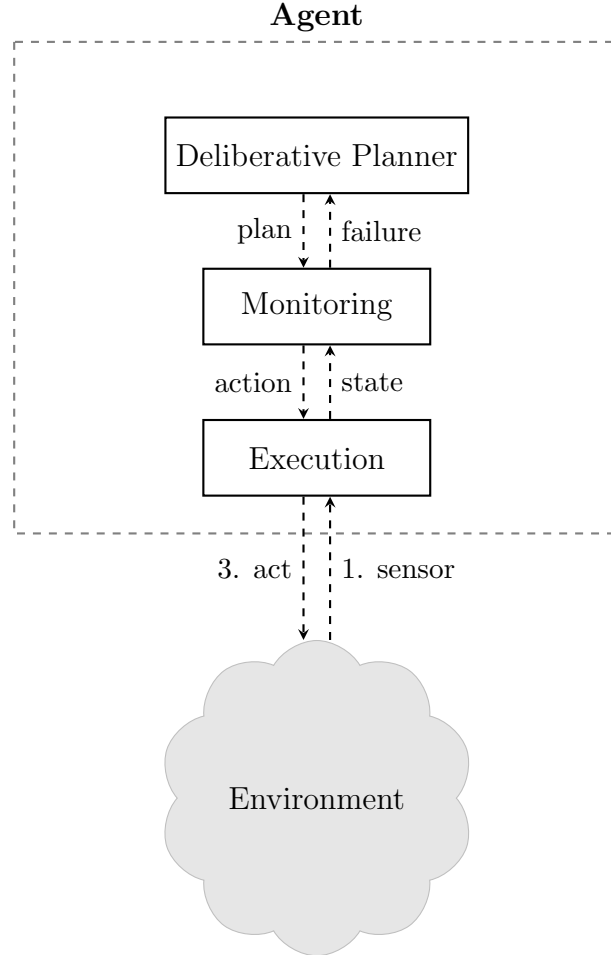 Agent
Deliberative Planner
plan
failure
Monitoring
action
state
Execution
3. act
1. sensor
Environment